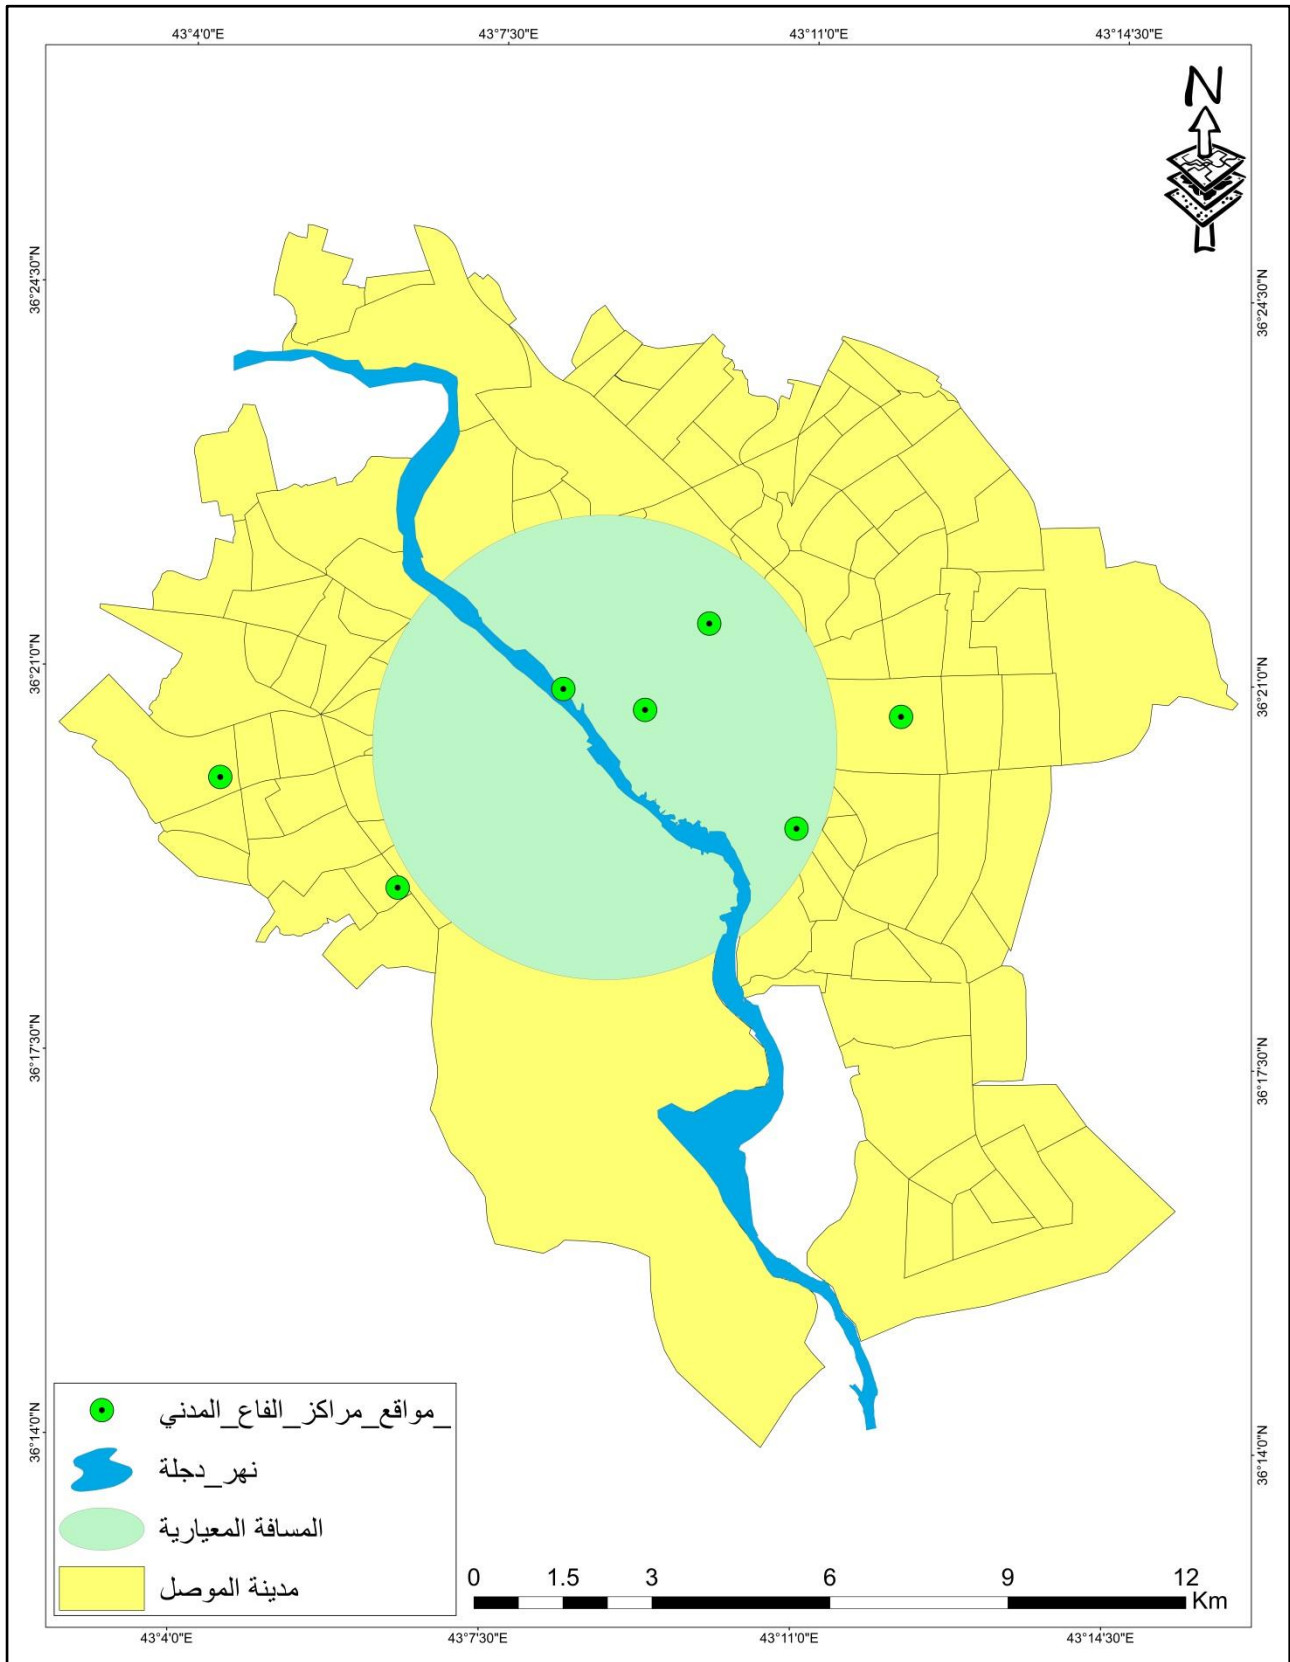 43°4'0"E 43°7'30"E 43°11'0"E 43°14'30"E
N
36°24'30"N
36°24'30"N
36°21'0"N
36°21'0"N
36°17'30"N
36°17'30"N
36°14'0"N
36°14'0"N
_مواقع_مراكز_الفاع_المدني
نهر_دجلة
المسافة المعيارية
مدينة الموصل
0 1.5 3 6 9 12
Km
43°4'0"E 43°7'30"E 43°11'0"E 43°14'30"E